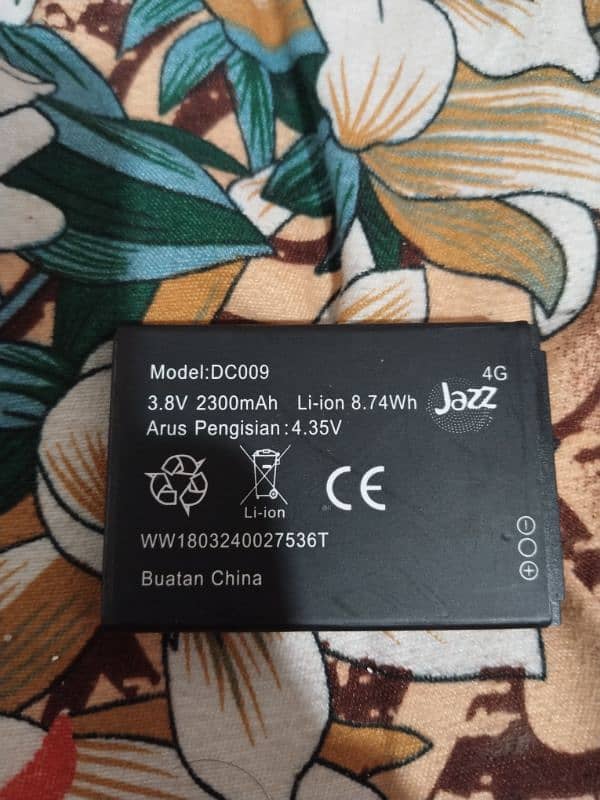 Model:DC009
4G
3.8V 2300mAh Li-ion 8.74Wh
Jazz
Arus Pengisian:4.35V
Li-ion
CE
WW1803240027536T
Buatan China